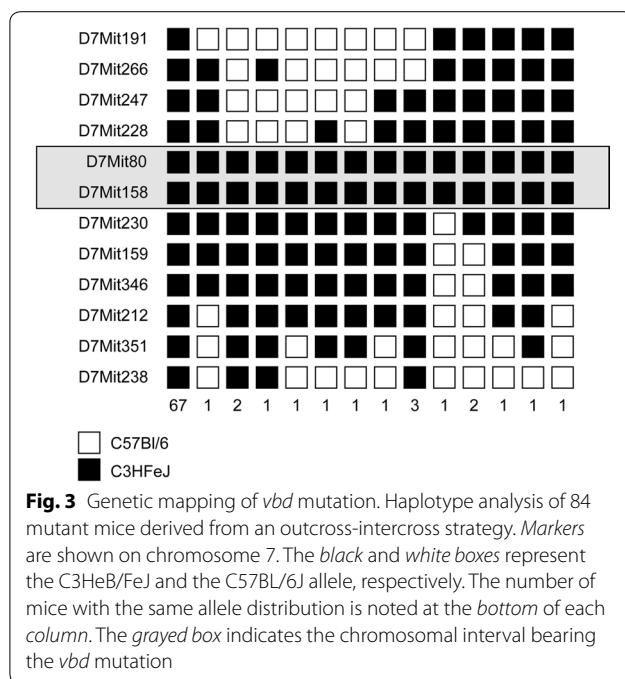 D7Mit191
D7Mit266
D7Mit247
D7Mit228
D7Mit80
D7Mit158
D7Mit230
D7Mit159
D7Mit346
D7Mit212
D7Mit351
D7Mit238
67 1 2 1 1 1 1 1 3 1 2 1 1 1
C57Bl/6
C3HFeJ
Fig. 3 Genetic mapping of vbd mutation. Haplotype analysis of 84
mutant mice derived from an outcross-intercross strategy. Markers
are shown on chromosome 7. The black and white boxes represent
the C3HeB/FeJ and the C57BL/6J allele, respectively. The number of
mice with the same allele distribution is noted at the bottom of each
column. The grayed box indicates the chromosomal interval bearing
the vbd mutation